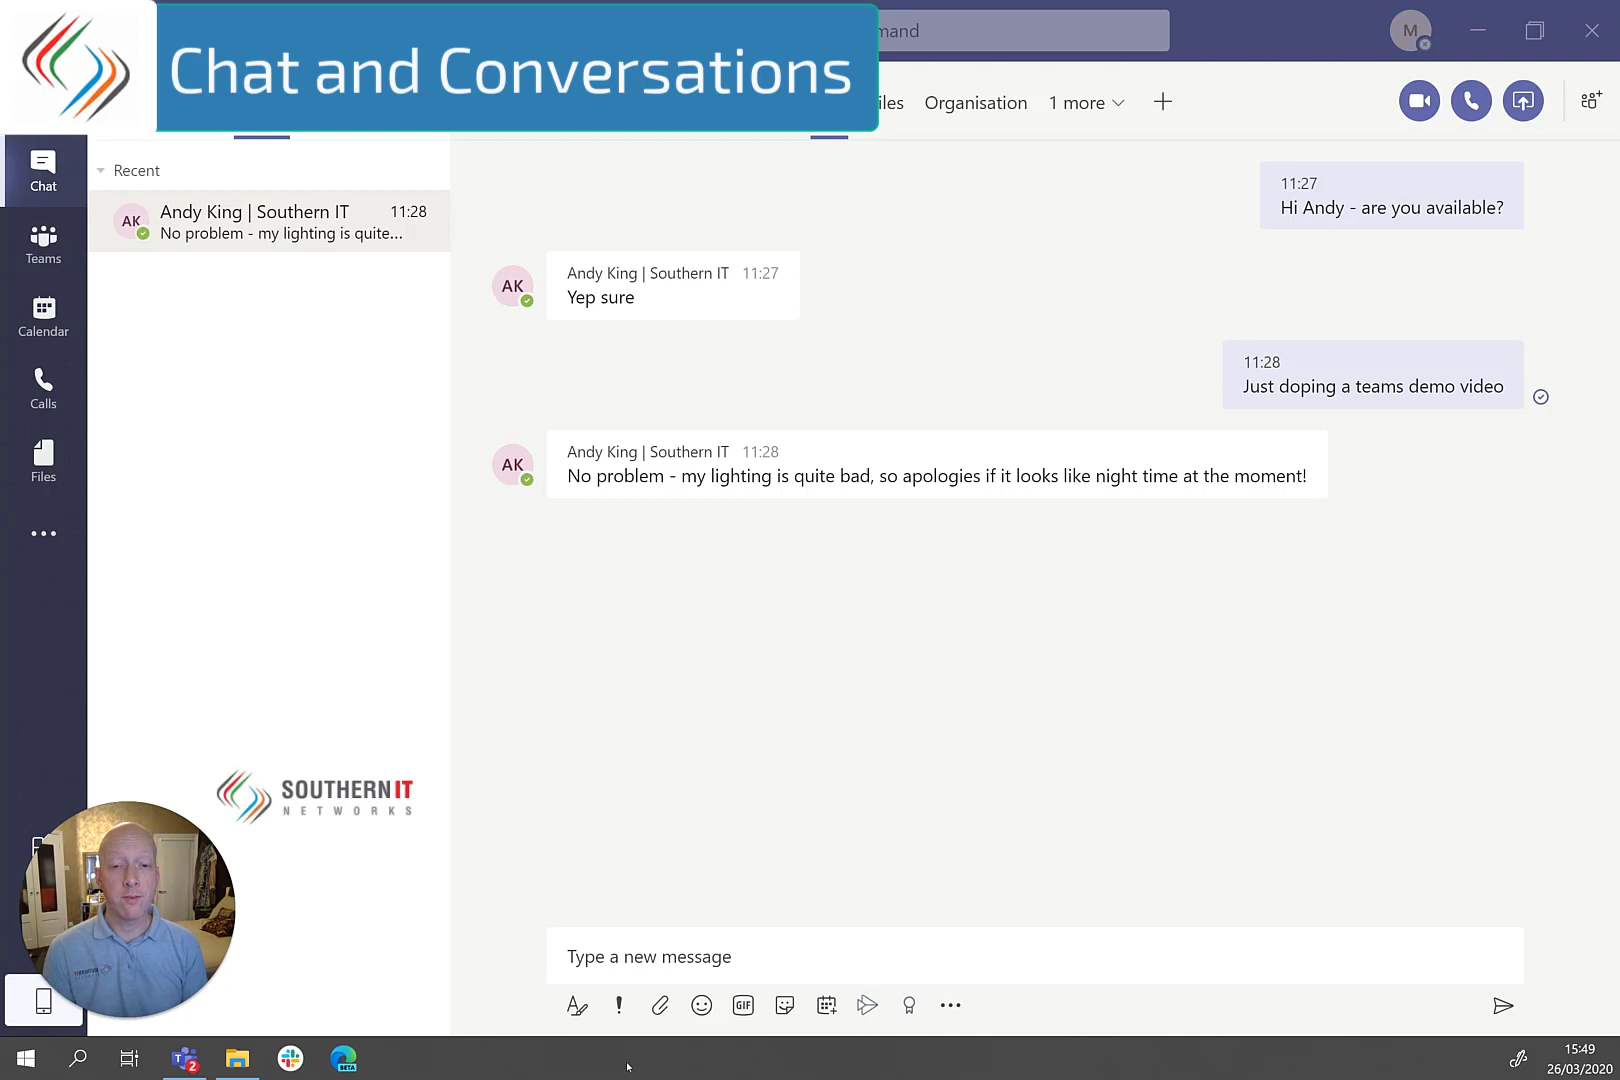 Chat and Conversations
mand
M
iles
Organisation
1 more
Chat
Recent
Andy King | Southern IT 11:28
AK
No problem - my lighting is quite...
Teams
Calendar
Calls
Files
11:27
Hi Andy - are you available?
Andy King | Southern IT 11:27
AK
Yep sure
11:28
Just doping a teams demo video
Andy King | Southern IT 11:28
AK
No problem - my lighting is quite bad, so apologies if it looks like night time at the moment!
SOUTHERN IT
NETWORKS
Type a new message
GIF
T
2
BETA
15:49
26/03/2020